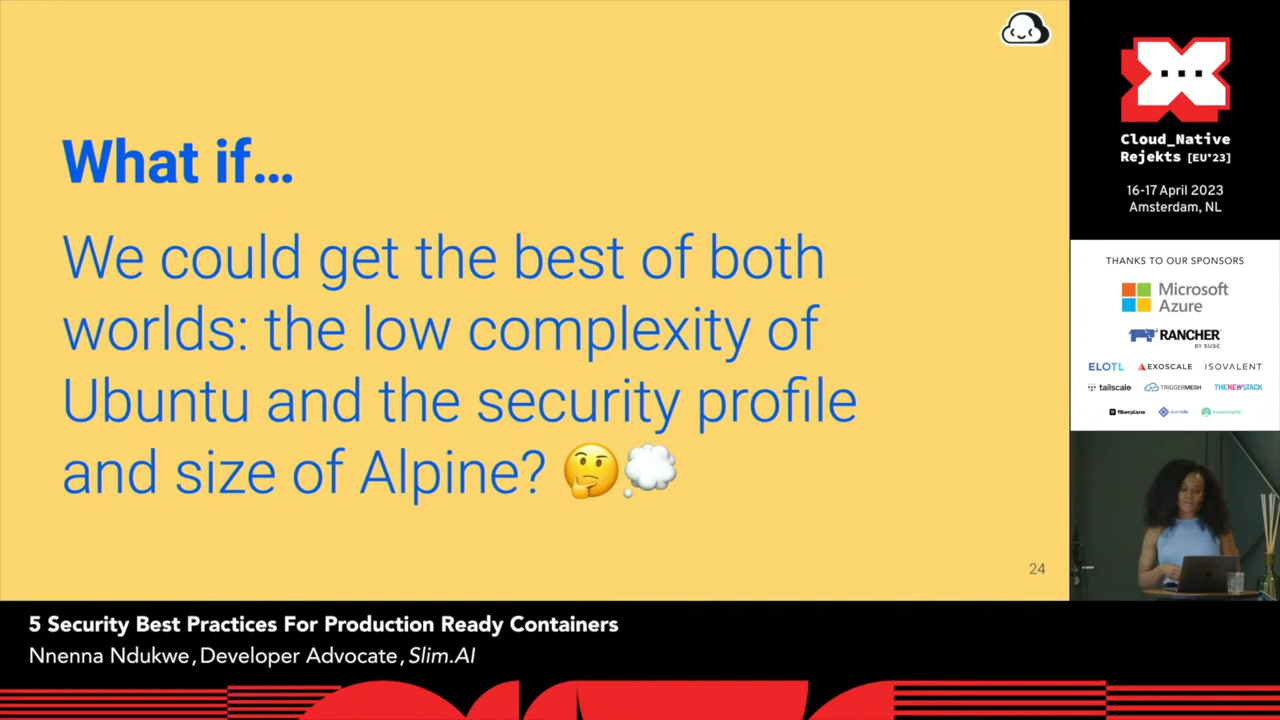 What if...
We could get the best of both
worlds: the low complexity of
Ubuntu and the security profile
and size of Alpine? 🤔💭
24
Cloud_Native
Rejekts [EU'23]
16-17 April 2023
Amsterdam, NL
THANKS TO OUR SPONSORS
Microsoft
Azure
RANCHER
BY SUSE
ELOTL
EXOSCALE
ISOVALENT
tailscale
TRIGGERMESH
THENEWSTACK
fiberplane
5 Security Best Practices For Production Ready Containers
Nnenna Ndukwe, Developer Advocate, Slim.AI